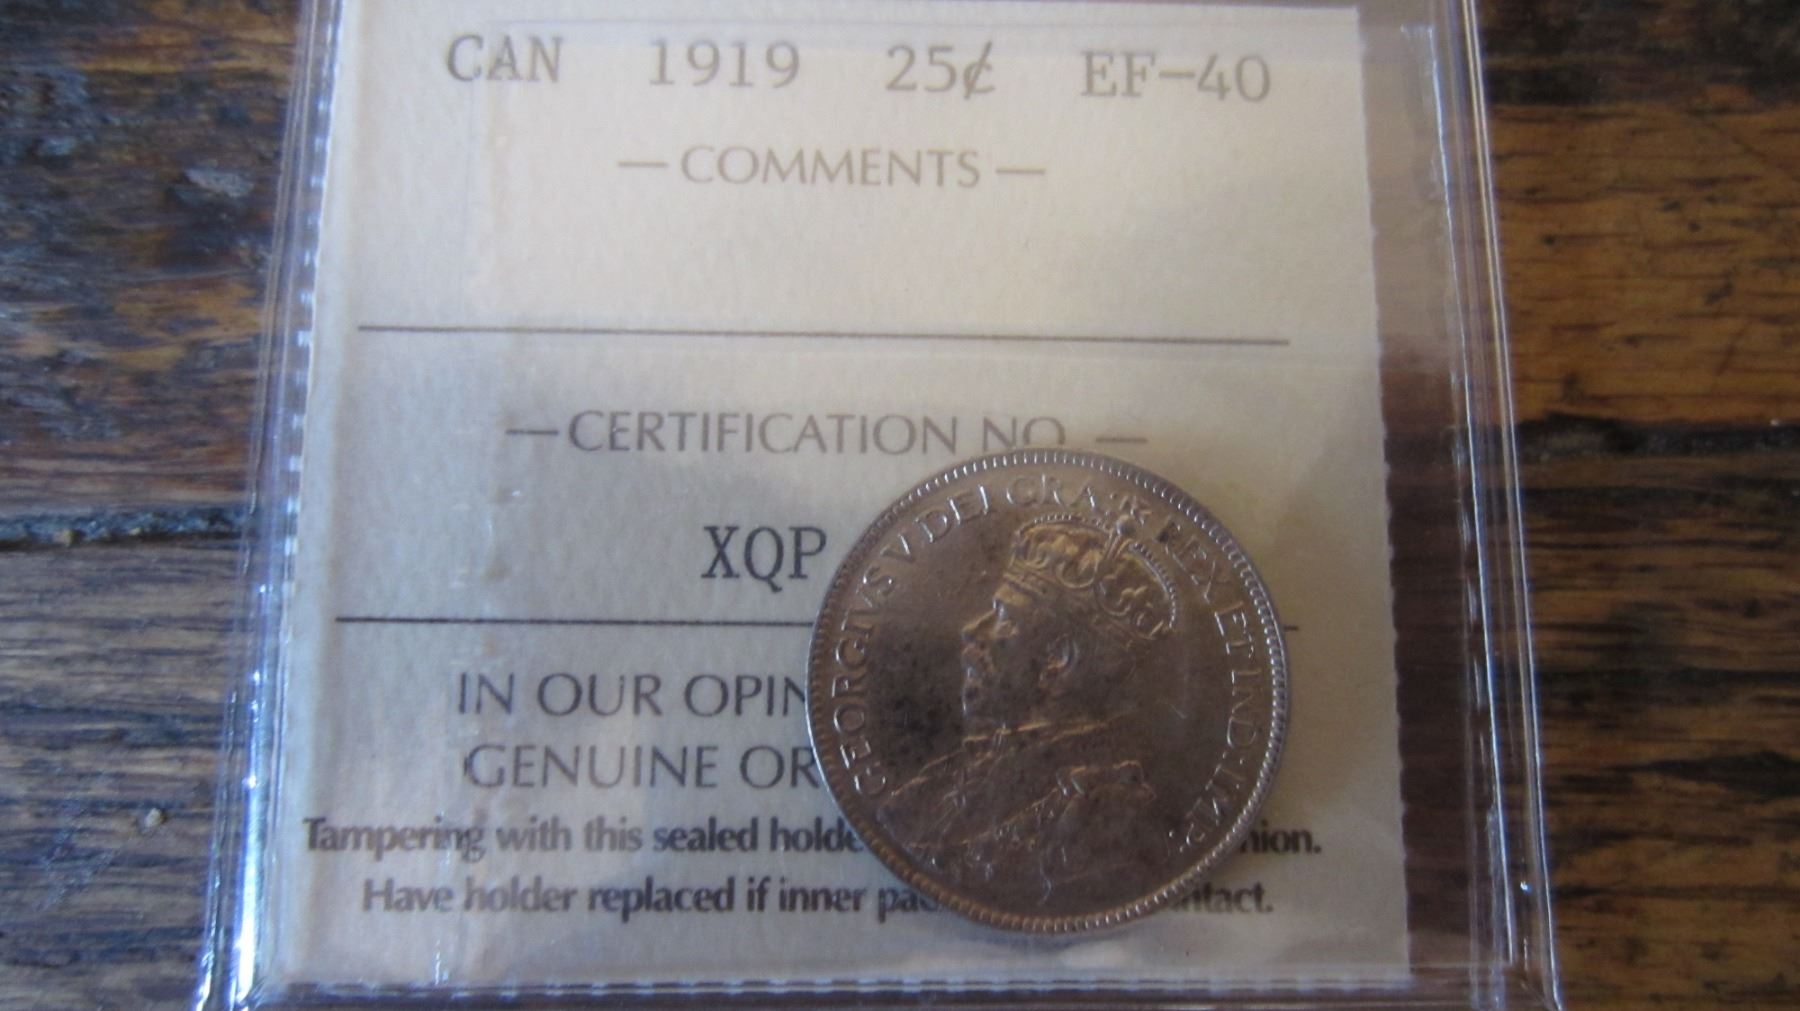 CAN 1919 25¢ EF-40
— COMMENTS —
— CERTIFICATION NO. —
XQP
IN OUR OPIN
GENUINE OR
Tampering with this sealed holde nion.
Have holder replaced if inner pac ntact.
GEORGIVS V DEI GRA: REX ET IND: IMP: